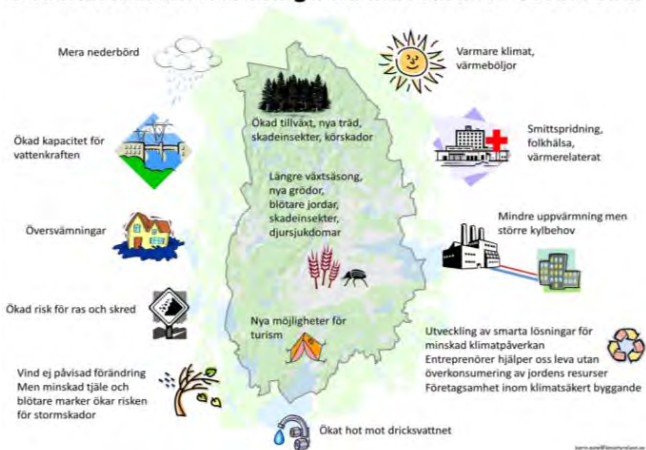 Mera nederbörd
Varmare klimat,
värmeböljor
Ökad tillväxt, nya träd,
skadeinsekter, körskador
Ökad kapacitet för
vattenkraften
Smittspridning,
folkhälsa,
värmerelaterat
Längre växtsäsong,
nya grödor,
blötare jordar,
skadeinsekter,
djursjukdomar
Översvämningar
Mindre uppvärmning men
större kylbehov
Ökad risk för ras och skred
Nya möjligheter för
turism
Utveckling av smarta lösningar för
minskad klimatpåverkan
Entreprenörer hjälper oss leva utan
överkonsumering av jordens resurser
Företagsamhet inom klimatsäkert byggande
Vind ej påvisad förändring
Men minskad tjäle och
blötare marker ökar risken
för stormskador
Ökat hot mot dricksvattnet